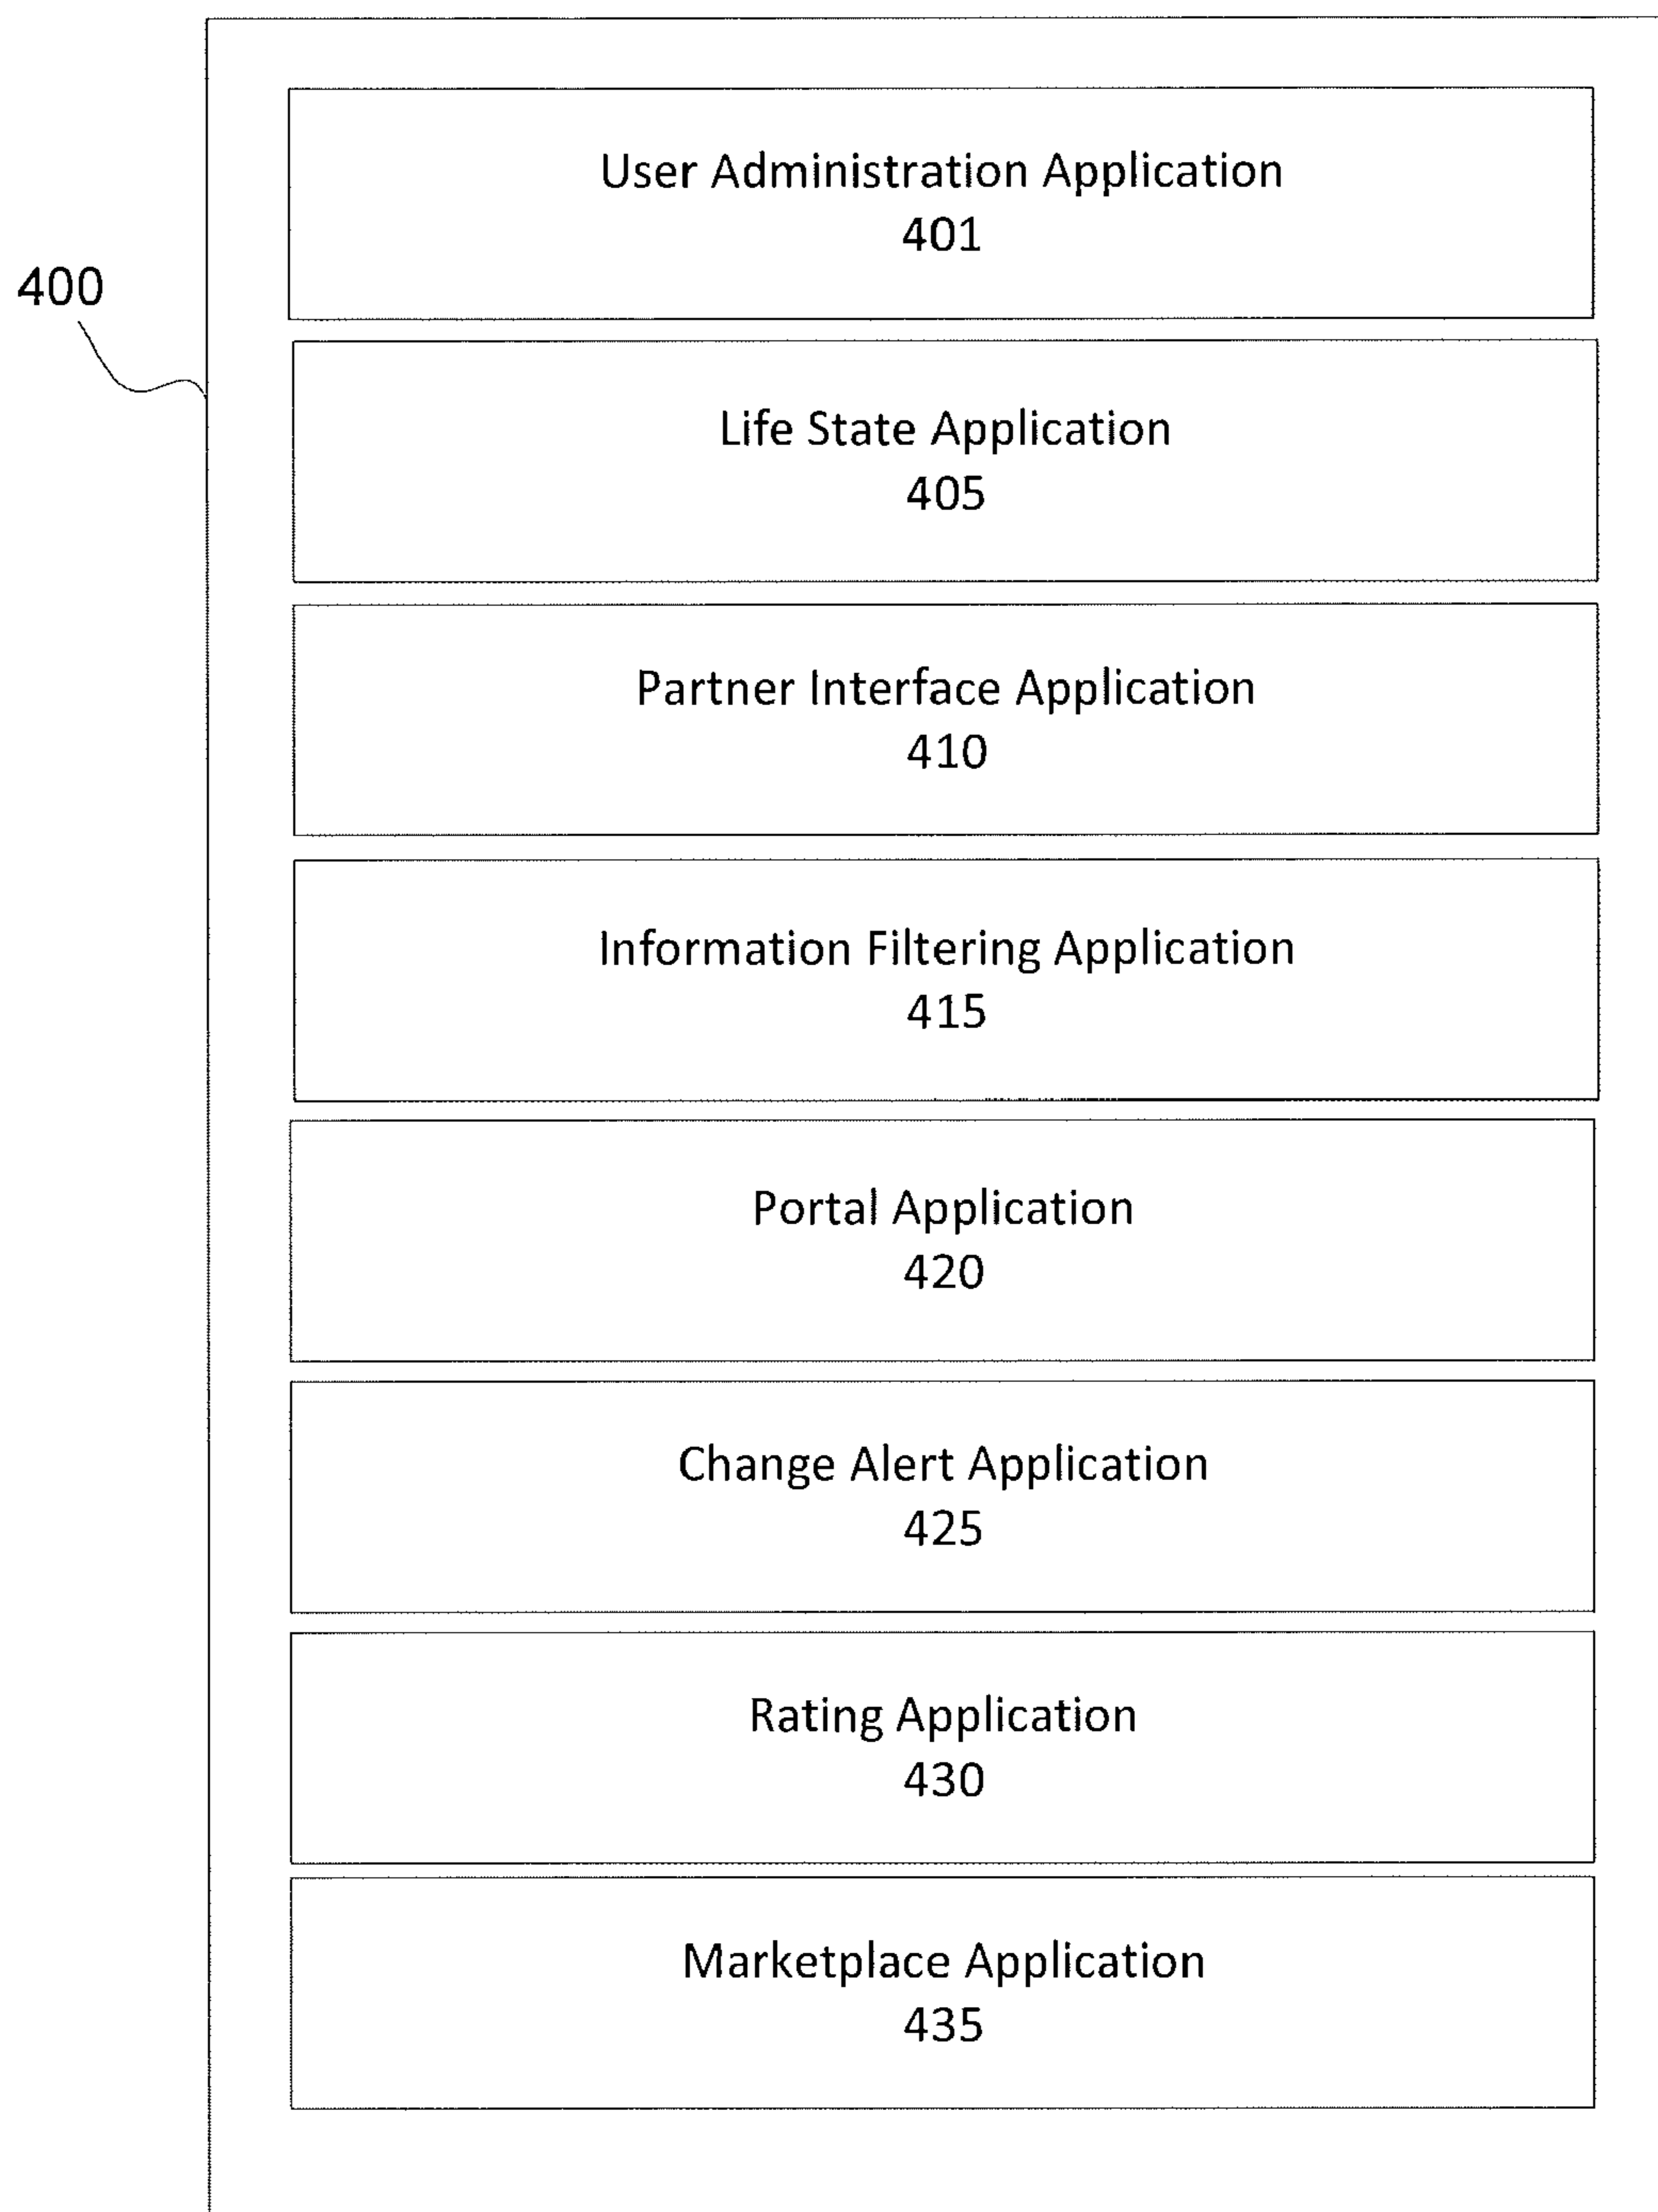 User Administration Application
401
400
Life State Application
405
Partner Interface Application
410
Information Filtering Application
415
Portal Application
420
Change Alert Application
425
Rating Application
430
Marketplace Application
435